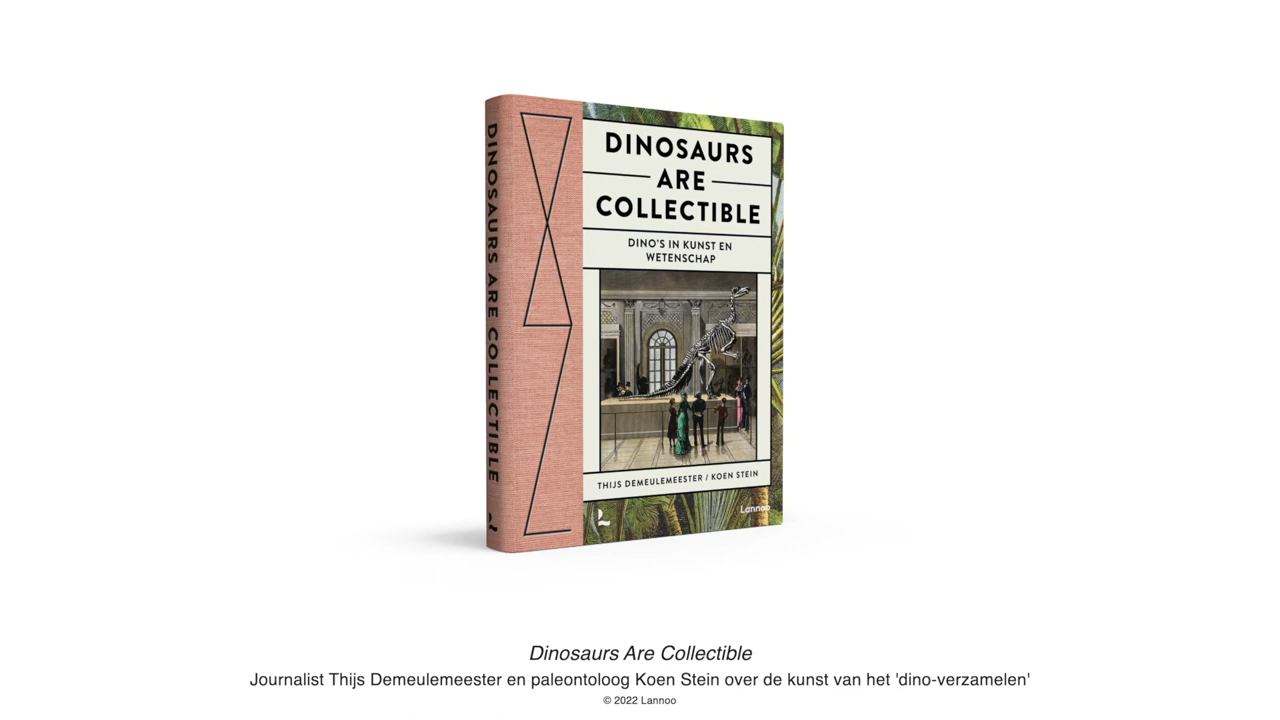 DINOSAURS ARE COLLECTIBLE
DINOSAURS
ARE
COLLECTIBLE
DINO'S IN KUNST EN
WETENSCHAP
THIJS DEMEULEMEESTER / KOEN STEIN
Lannoo
Dinosaurs Are Collectible
Journalist Thijs Demeulemeester en paleontoloog Koen Stein over de kunst van het 'dino-verzamelen'
© 2022 Lannoo